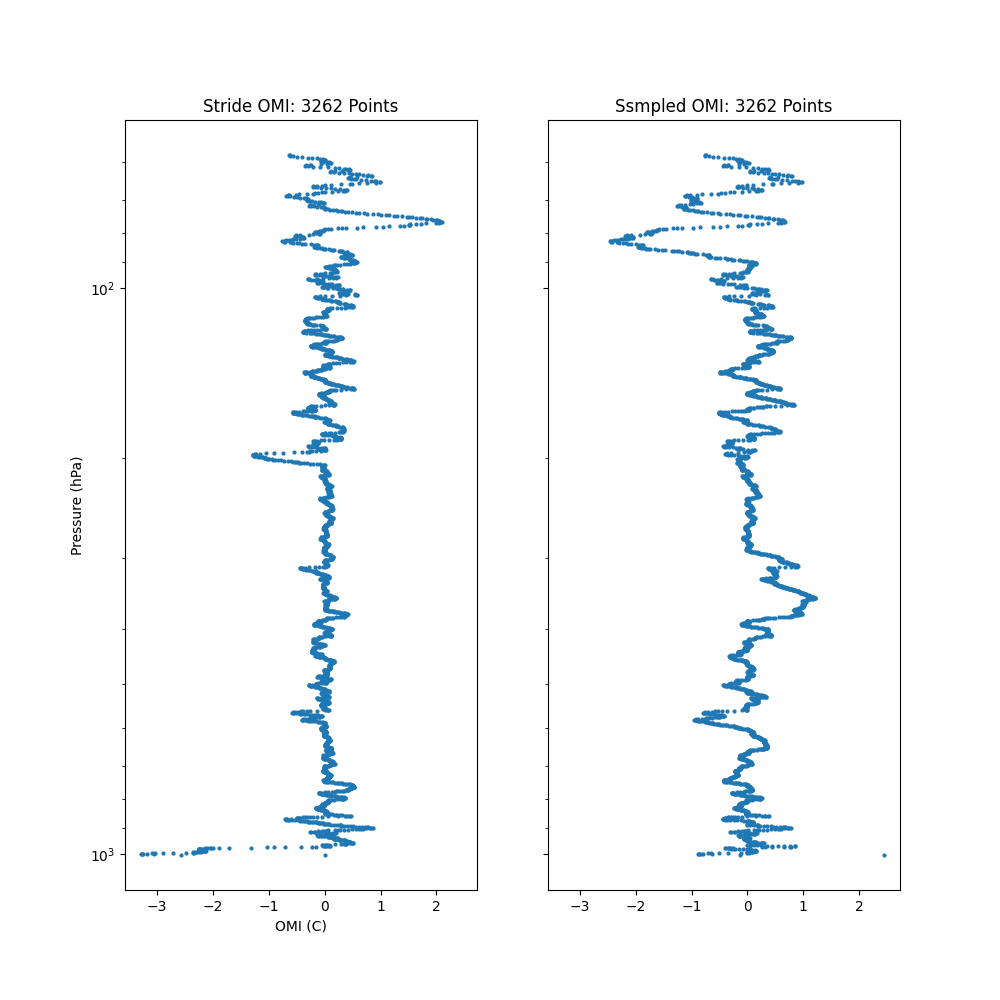 Stride OMI: 3262 Points
Ssmpled OMI: 3262 Points
Pressure (hPa)
10²
10³
−3 −2 −1 0 1 2
−3 −2 −1 0 1 2
OMI (C)